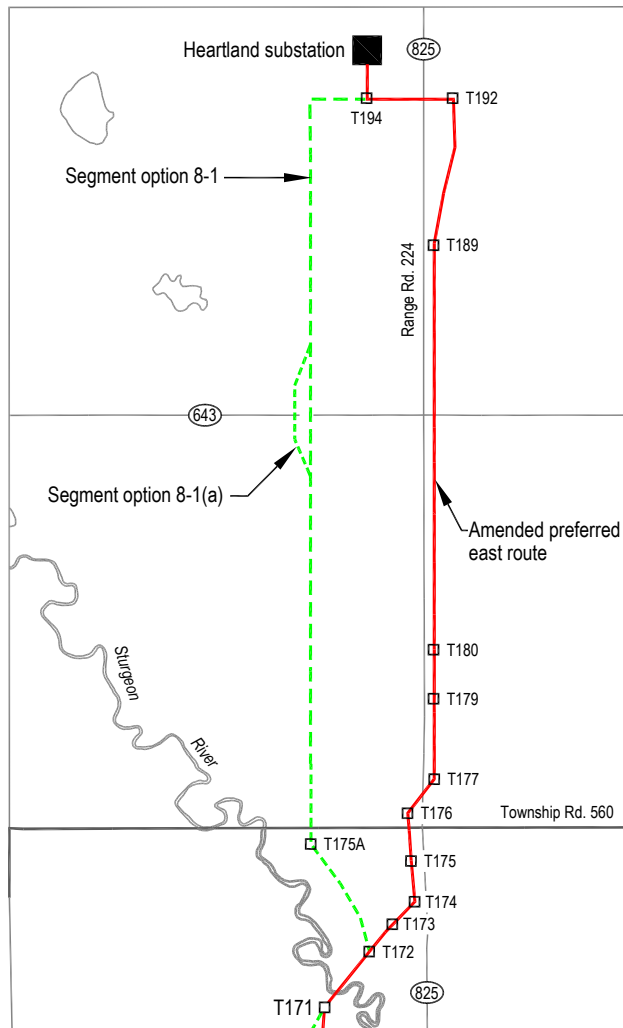 Heartland substation
825
T194
T192
Segment option 8-1
T189
Range Rd. 224
643
Segment option 8-1(a)
Amended preferred
east route
T180
Sturgeon
River
T179
T177
T176
Township Rd. 560
T175A
T175
T174
T173
T172
825
T171